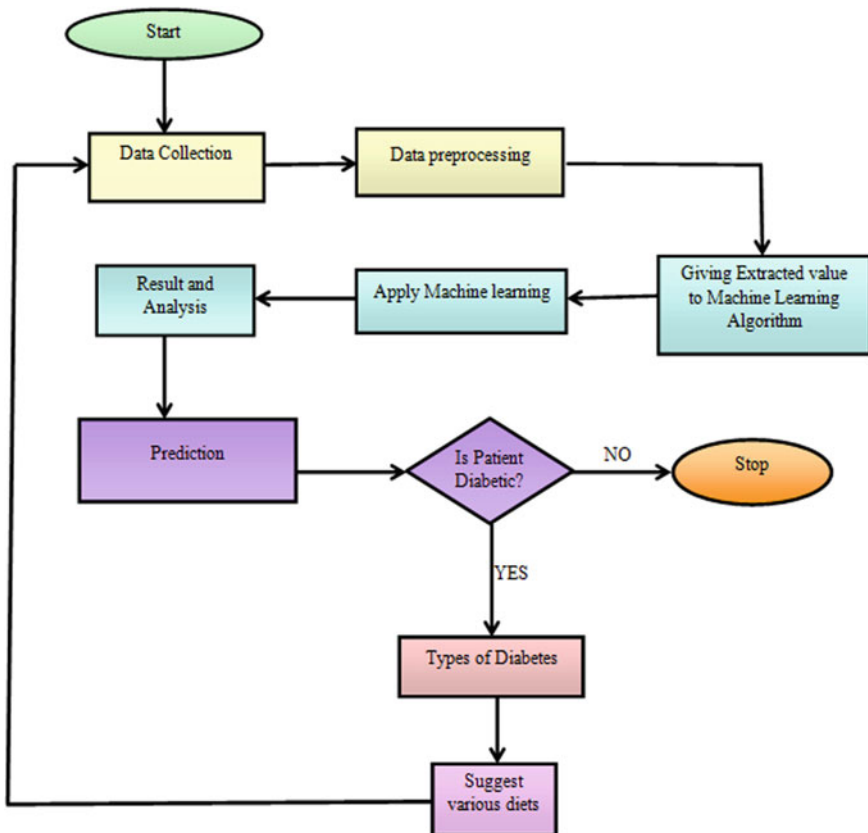 Start
Data Collection
Data preprocessing
Giving Extracted value
to Machine Learning
Algorithm
Apply Machine learning
Result and
Analysis
Prediction
Is Patient
Diabetic?
NO
Stop
YES
Types of Diabetes
Suggest
various diets